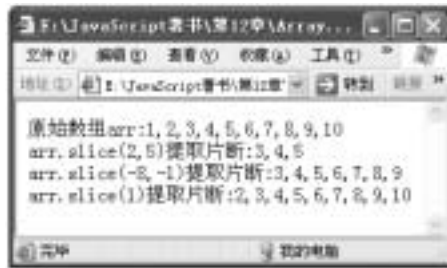 F:\JavaScript著书\第12章\Array...
文件(F) 编辑(E) 查看(V) 收藏(A) 工具(T) »
地址(D) F:\JavaScript著书\第12章\ 转到 链接 »
原始数组arr:1,2,3,4,5,6,7,8,9,10
arr.slice(2,5)提取片断:3,4,5
arr.slice(-8,-1)提取片断:3,4,5,6,7,8,9
arr.slice(1)提取片断:2,3,4,5,6,7,8,9,10
完毕 我的电脑